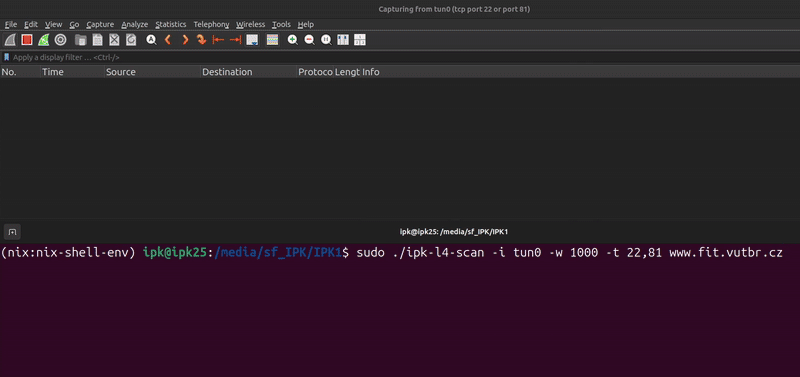 Capturing from tun0 (tcp port 22 or port 81)
File Edit View Go Capture Analyze Statistics Telephony Wireless Tools Help
Apply a display filter ... <Ctrl-/>
No. Time Source Destination Protoco Lengt Info
ipk@ipk25: /media/sf_IPK/IPK1
(nix:nix-shell-env) ipk@ipk25:/media/sf_IPK/IPK1$ sudo ./ipk-l4-scan -i tun0 -w 1000 -t 22,81 www.fit.vutbr.cz